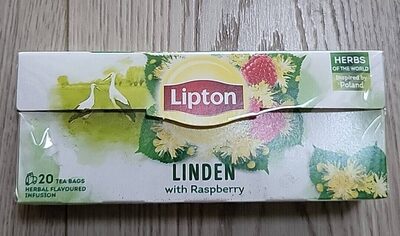 HERBS
OF THE WORLD
Inspired by
Poland
Lipton
LINDEN
with Raspberry
20 TEA BAGS
HERBAL FLAVOURED
INFUSION